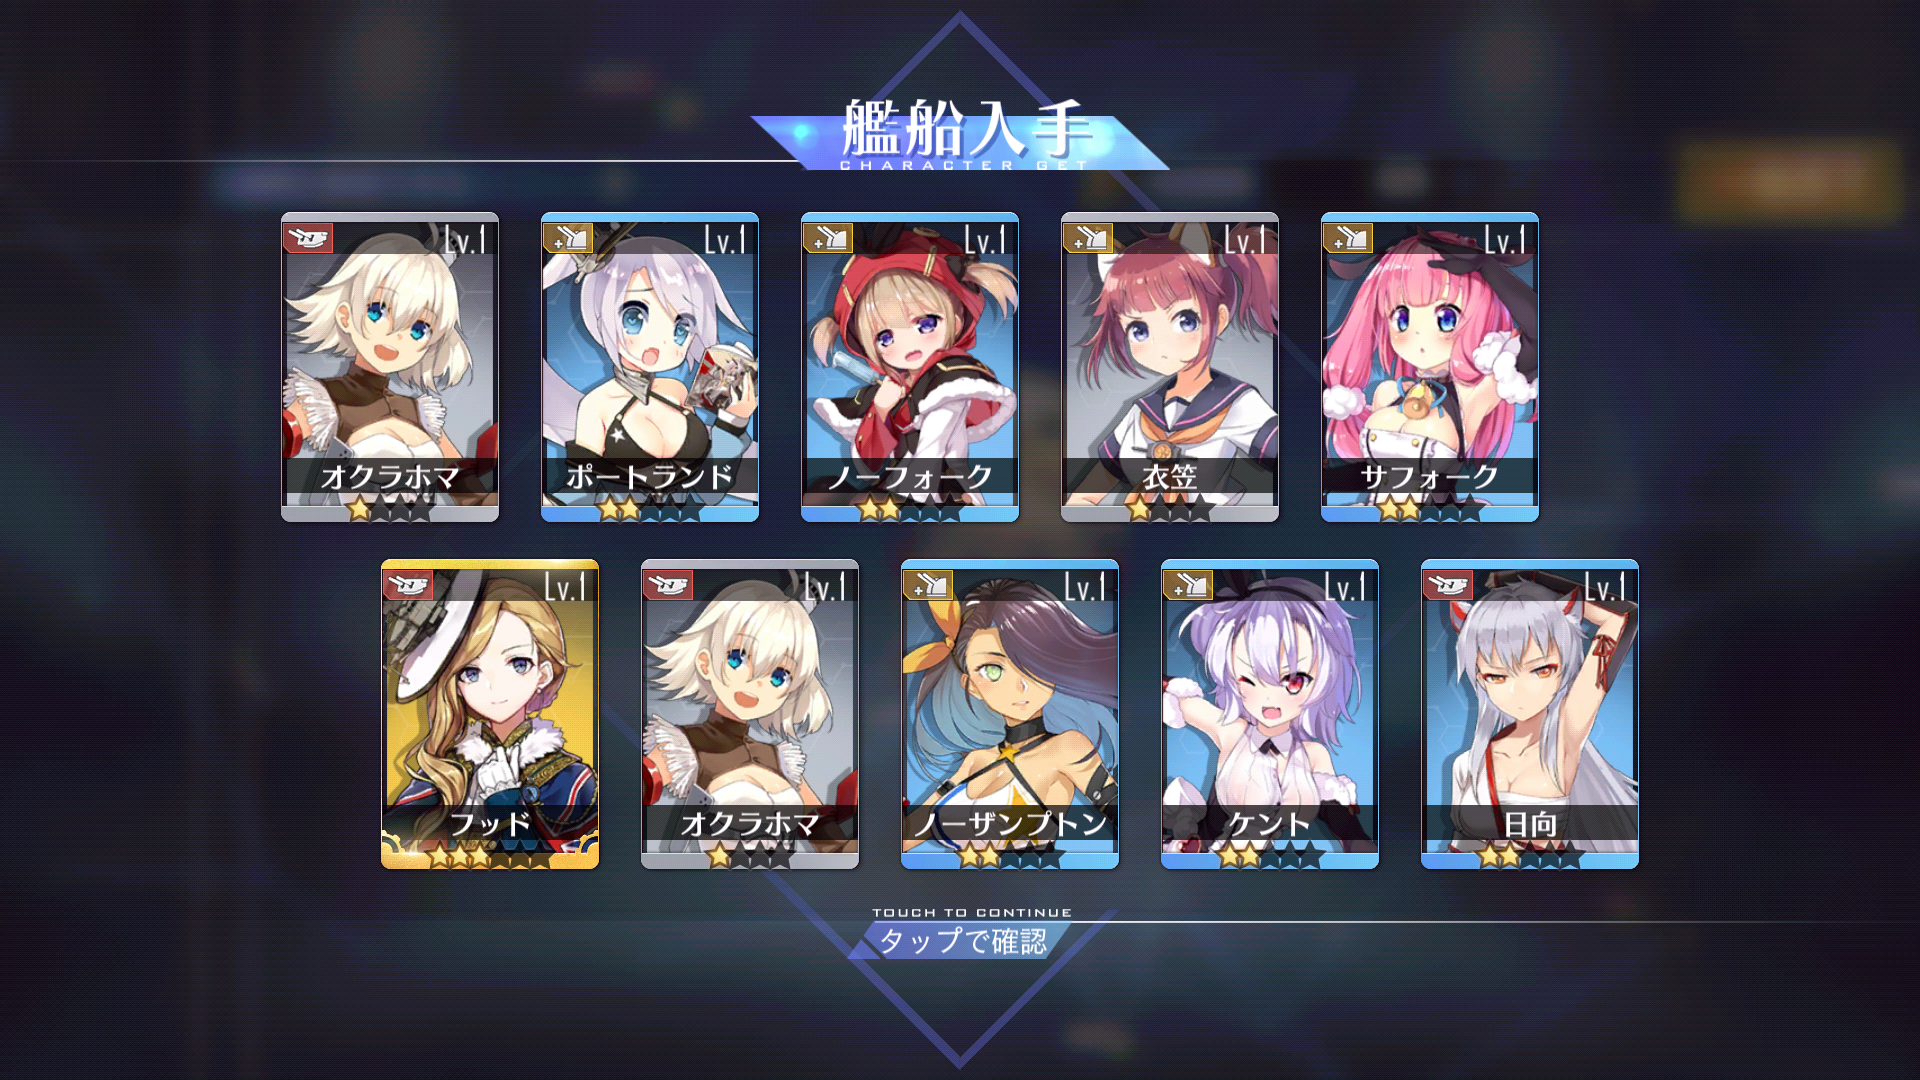 艦船入手
CHARACTER GET
Lv.1
オクラホマ
Lv.1
ポートランド
Lv.1
ノーフォーク
Lv.1
衣笠
Lv.1
サフォーク
Lv.1
フッド
Lv.1
オクラホマ
Lv.1
ノーザンプトン
Lv.1
ケント
Lv.1
日向
TOUCH TO CONTINUE
タップで確認